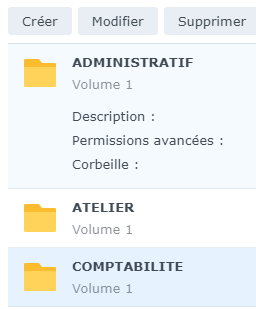 Créer Modifier Supprimer
ADMINISTRATIF
Volume 1
Description :
Permissions avancées :
Corbeille :
ATELIER
Volume 1
COMPTABILITE
Volume 1